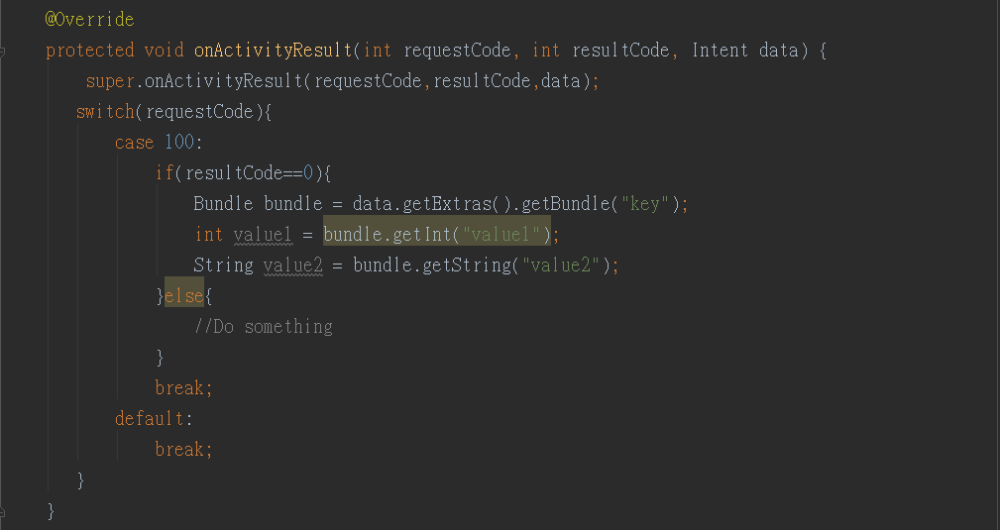 @Override
protected void onActivityResult(int requestCode, int resultCode, Intent data) {
super.onActivityResult(requestCode,resultCode,data);
switch(requestCode){
case 100:
if(resultCode==0){
Bundle bundle = data.getExtras().getBundle("key");
int value1 = bundle.getInt("value1");
String value2 = bundle.getString("value2");
}else{
//Do something
}
break;
default:
break;
}
}